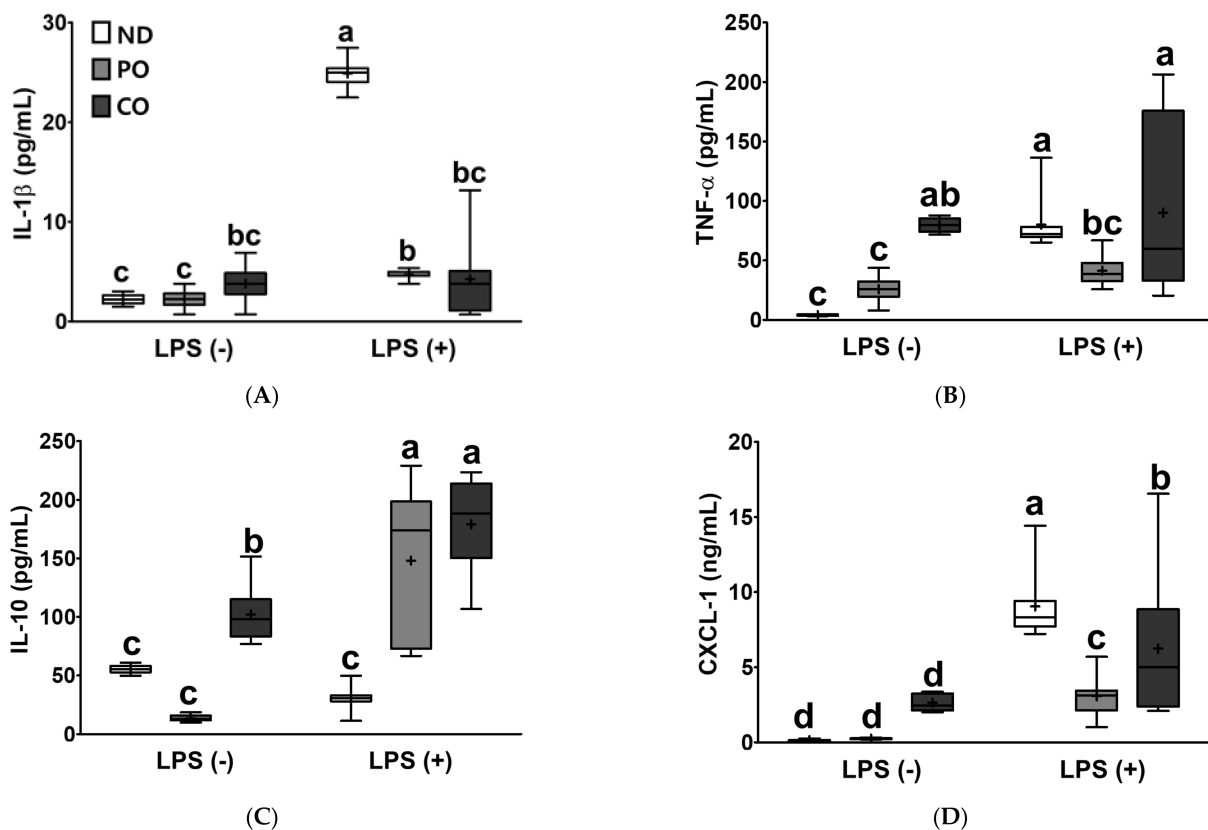 30
20
10
0
IL-1β (pg/mL)
ND
PO
CO
c
c
bc
a
b
bc
LPS (-)
LPS (+)
(A)
250
200
150
100
50
0
TNF-α (pg/mL)
c
c
ab
a
bc
a
LPS (-)
LPS (+)
(B)
250
200
150
100
50
0
IL-10 (pg/mL)
c
c
b
c
a
a
LPS (-)
LPS (+)
(C)
20
15
10
5
0
CXCL-1 (ng/mL)
d
d
d
a
c
b
LPS (-)
LPS (+)
(D)